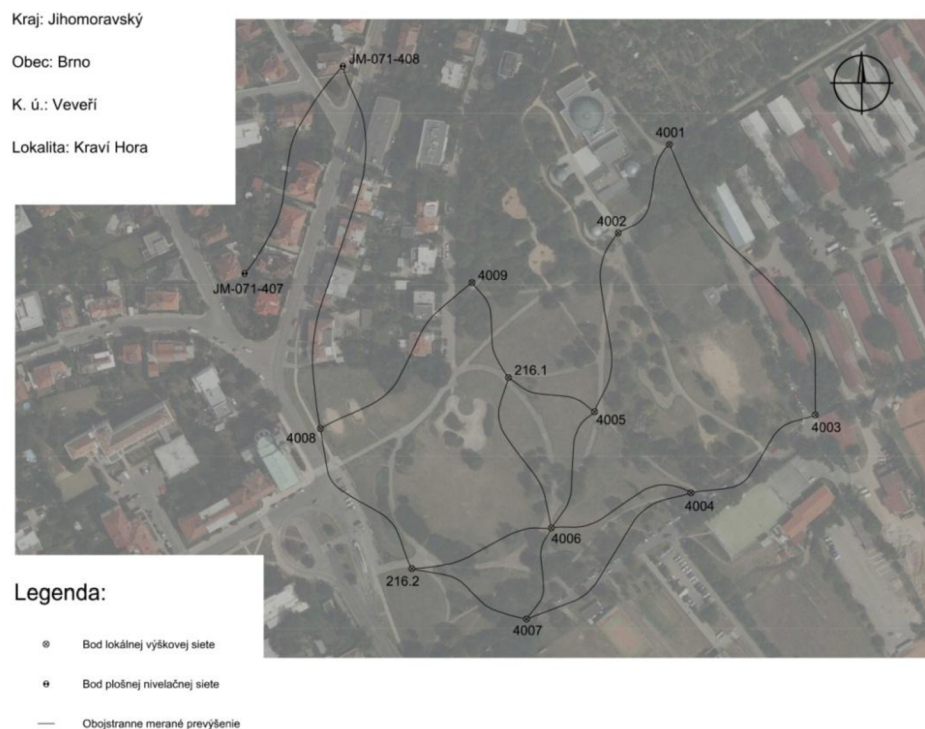 Kraj: Jihomoravský
Obec: Brno
K. ú.: Veveří
Lokalita: Kraví Hora
JM-071-408
4001
4002
JM-071-407
4009
216.1
4005
4003
4008
4004
4006
216.2
4007
Legenda:
Bod lokálnej výškovej siete
Bod plošnej nivelačnej siete
Obojstranne merané prevýšenie